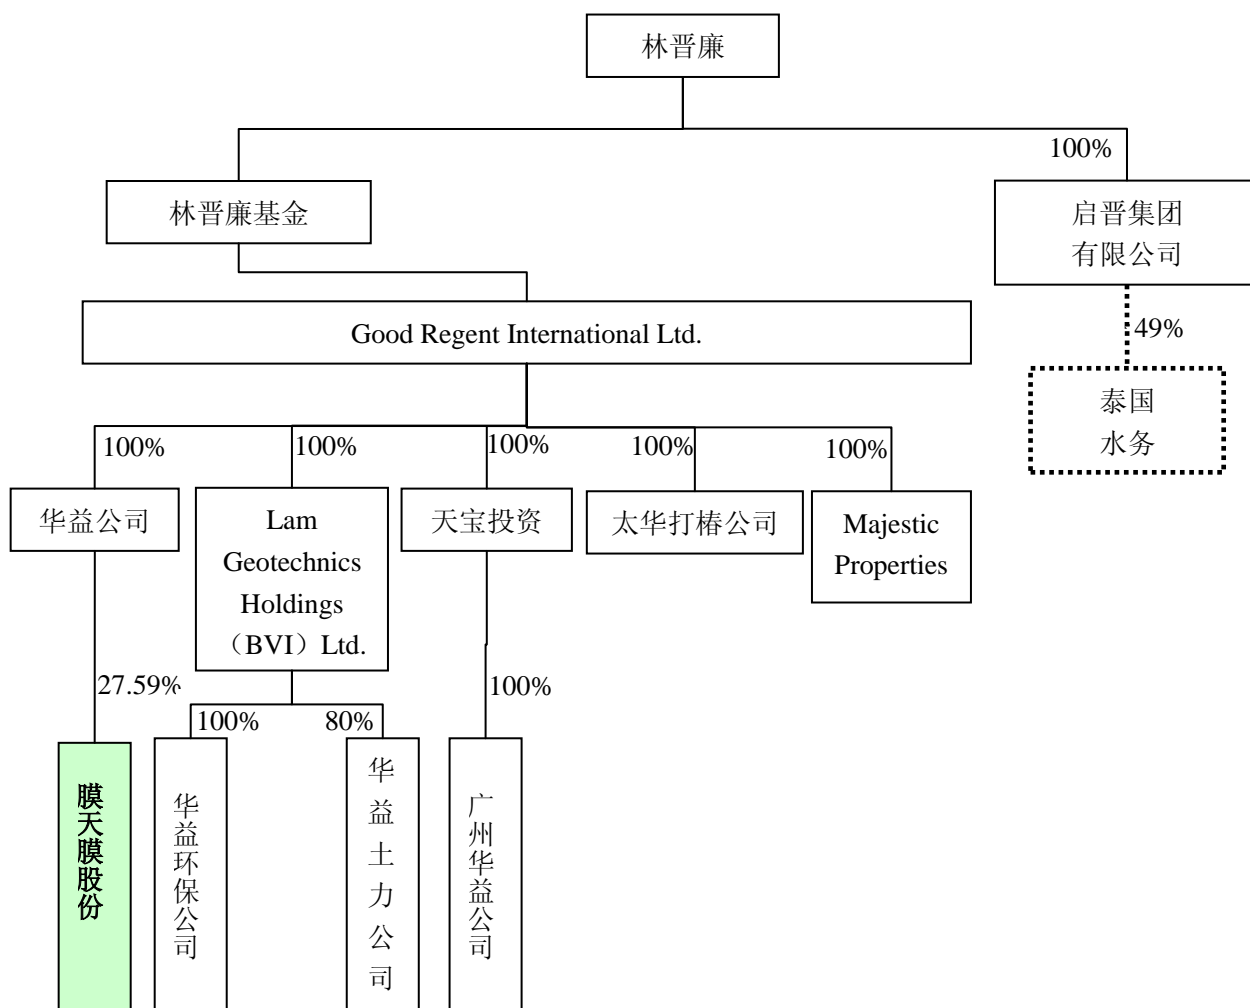 林晋廉
100%
林晋廉基金
启晋集团
有限公司
Good Regent International Ltd.
49%
泰国
水务
100%
100%
100%
100%
100%
华益公司
Lam
Geotechnics
Holdings
（BVI）Ltd.
天宝投资
太华打椿公司
Majestic
Properties
27.59%
100%
80%
100%
膜天膜股份
华益环保公司
华益土力公司
广州华益公司